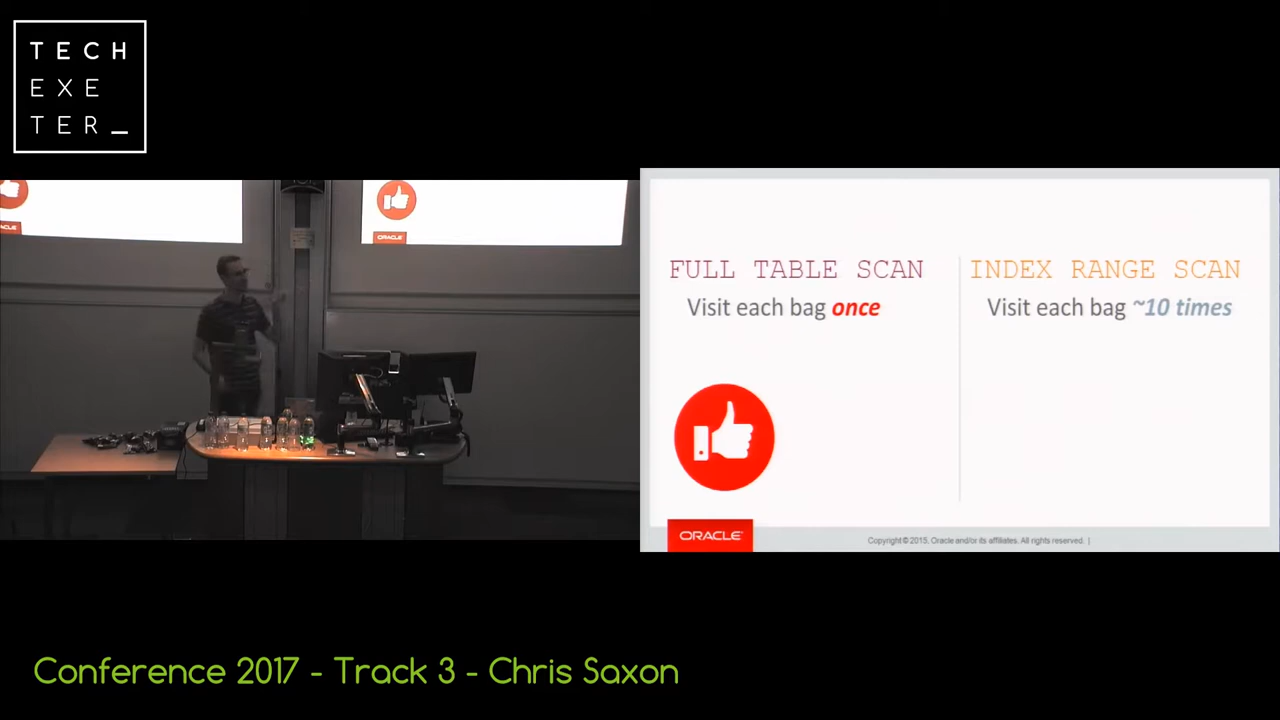 TECH
EXE
TER_
ORACLE
FULL TABLE SCAN
Visit each bag once
INDEX RANGE SCAN
Visit each bag ~10 times
ORACLE
Copyright © 2015, Oracle and/or its affiliates. All rights reserved. |
Conference 2017 - Track 3 - Chris Saxon